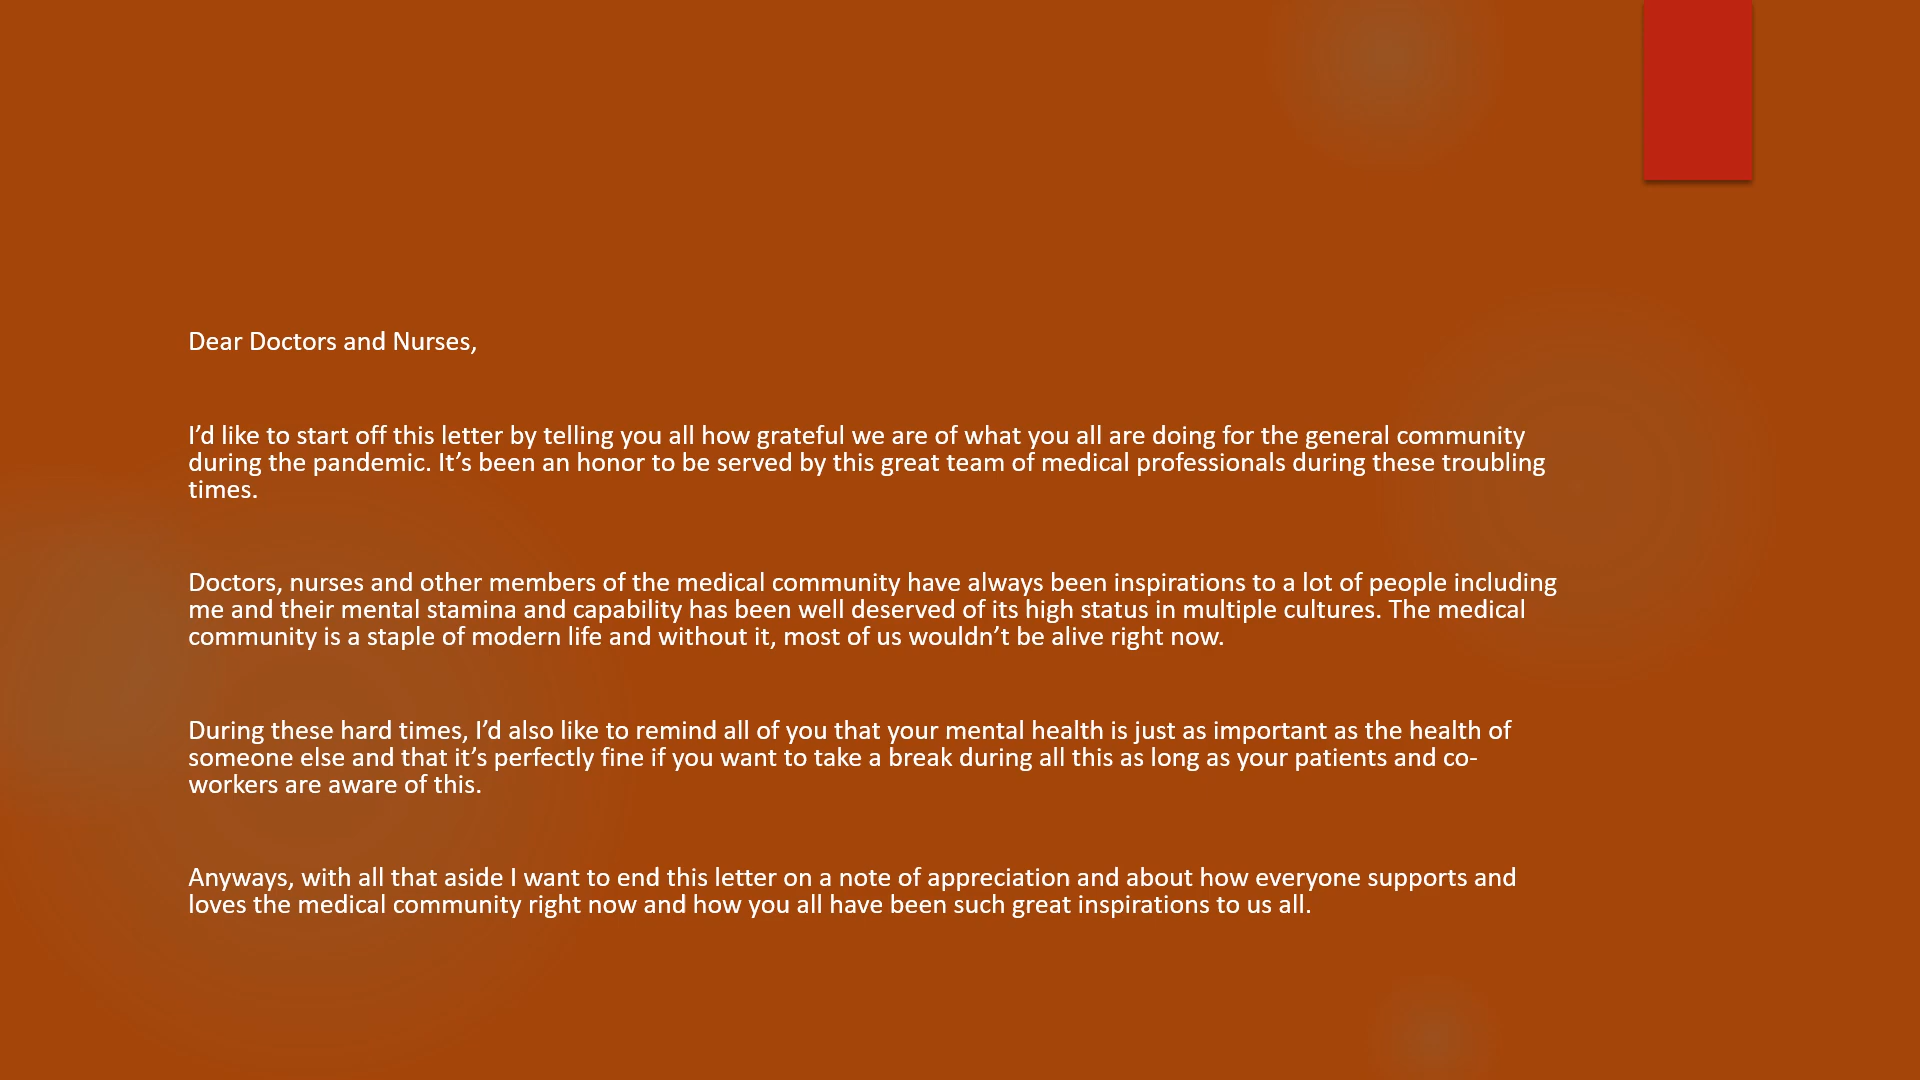 Dear Doctors and Nurses,
I’d like to start off this letter by telling you all how grateful we are of what you all are doing for the general community
during the pandemic. It’s been an honor to be served by this great team of medical professionals during these troubling
times.
Doctors, nurses and other members of the medical community have always been inspirations to a lot of people including
me and their mental stamina and capability has been well deserved of its high status in multiple cultures. The medical
community is a staple of modern life and without it, most of us wouldn’t be alive right now.
During these hard times, I’d also like to remind all of you that your mental health is just as important as the health of
someone else and that it’s perfectly fine if you want to take a break during all this as long as your patients and co-
workers are aware of this.
Anyways, with all that aside I want to end this letter on a note of appreciation and about how everyone supports and
loves the medical community right now and how you all have been such great inspirations to us all.